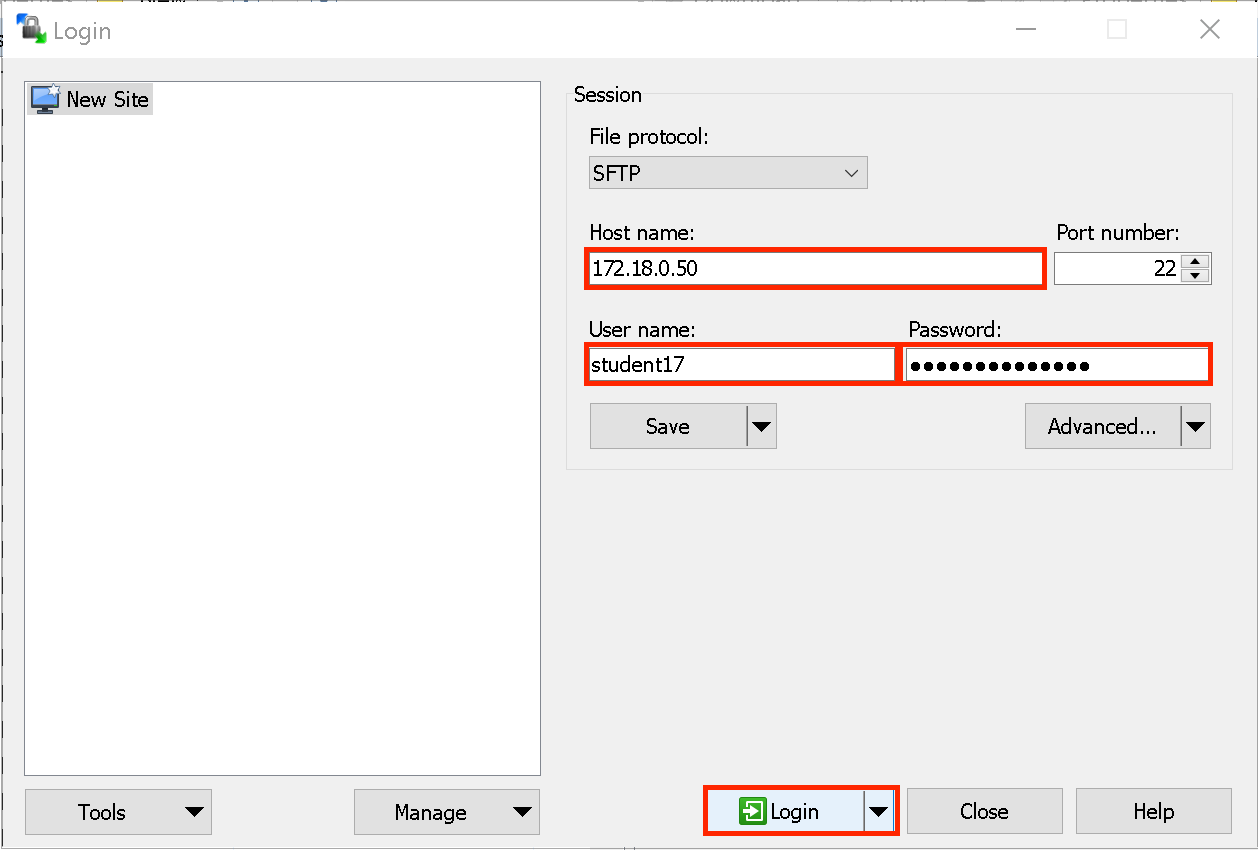 Login
New Site
Session
File protocol:
SFTP
Host name:
Port number:
172.18.0.50
22
User name:
Password:
student17
●●●●●●●●●●●●●●
Save
Advanced...
Tools
Manage
Login
Close
Help